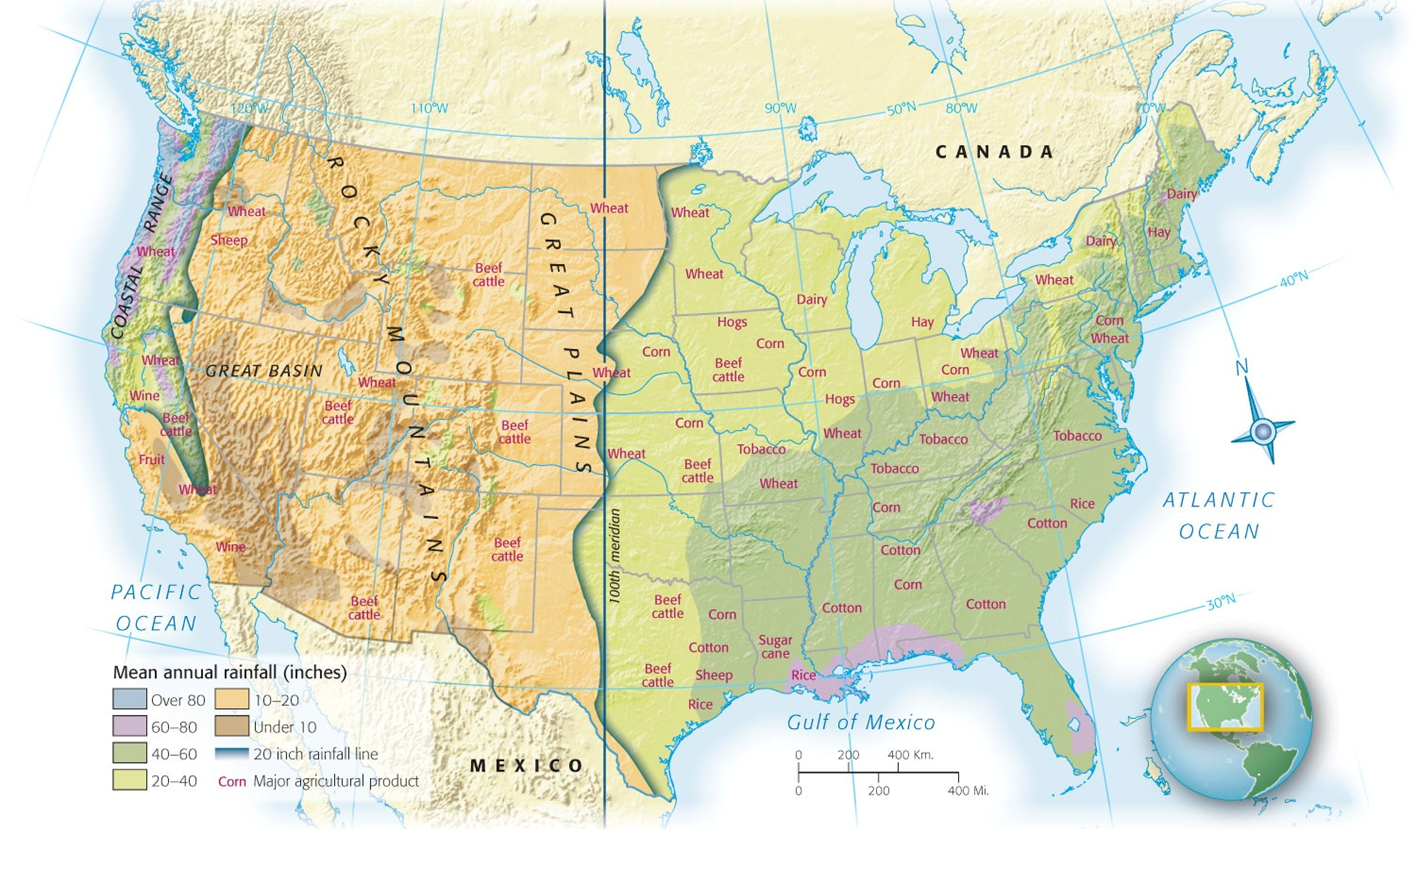 120°W
110°W
90°W
50°N
80°W
70°W
CANADA
ROCKY MOUNTAINS
COASTAL RANGE
GREAT PLAINS
GREAT BASIN
100th meridian
Wheat
Sheep
Wheat
Wheat
Wine
Beef
cattle
Fruit
Wheat
Wine
Beef
cattle
Wheat
Beef
cattle
Beef
cattle
Beef
cattle
Beef
cattle
Wheat
Wheat
Wheat
Wheat
Wheat
Corn
Hogs
Corn
Beef
cattle
Corn
Beef
cattle
Dairy
Corn
Hogs
Wheat
Tobacco
Wheat
Hay
Corn
Wheat
Corn
Wheat
Tobacco
Tobacco
Corn
Cotton
Corn
Cotton
Cotton
Beef
cattle
Corn
Cotton
Sheep
Beef
cattle
Rice
Sugar
cane
Rice
Dairy
Hay
Dairy
Wheat
Corn
Wheat
Tobacco
Rice
Cotton
40°N
N
ATLANTIC
OCEAN
30°N
PACIFIC
OCEAN
Gulf of Mexico
MEXICO
Mean annual rainfall (inches)
Over 80
10–20
60–80
Under 10
40–60
20 inch rainfall line
20–40
Corn Major agricultural product
0 200 400 Km.
0 200 400 Mi.